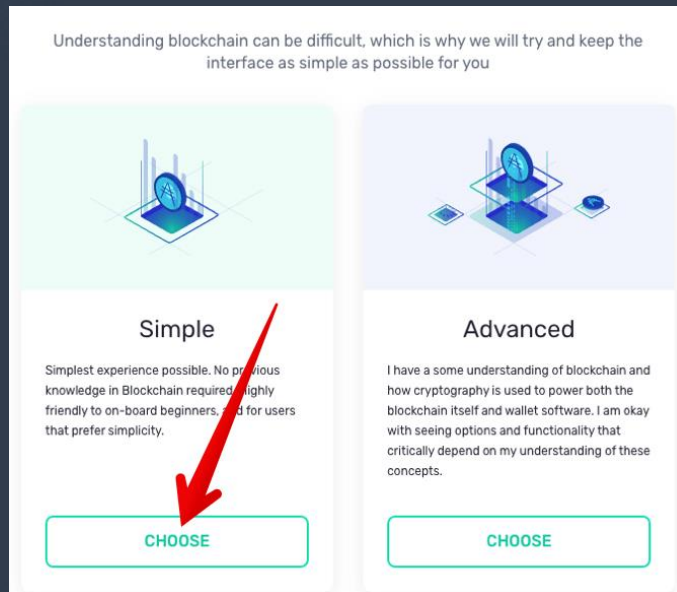 Understanding blockchain can be difficult, which is why we will try and keep the
interface as simple as possible for you
Simple
Simplest experience possible. No
knowledge in Blockchain required
friendly to on-board beginners, for users
that prefer simplicity.
CHOOSE
Advanced
I have a some understanding of blockchain and
how cryptography is used to power both the
blockchain itself and wallet software. I am okay
with seeing options and functionality that
critically depend on my understanding of these
concepts.
CHOOSE